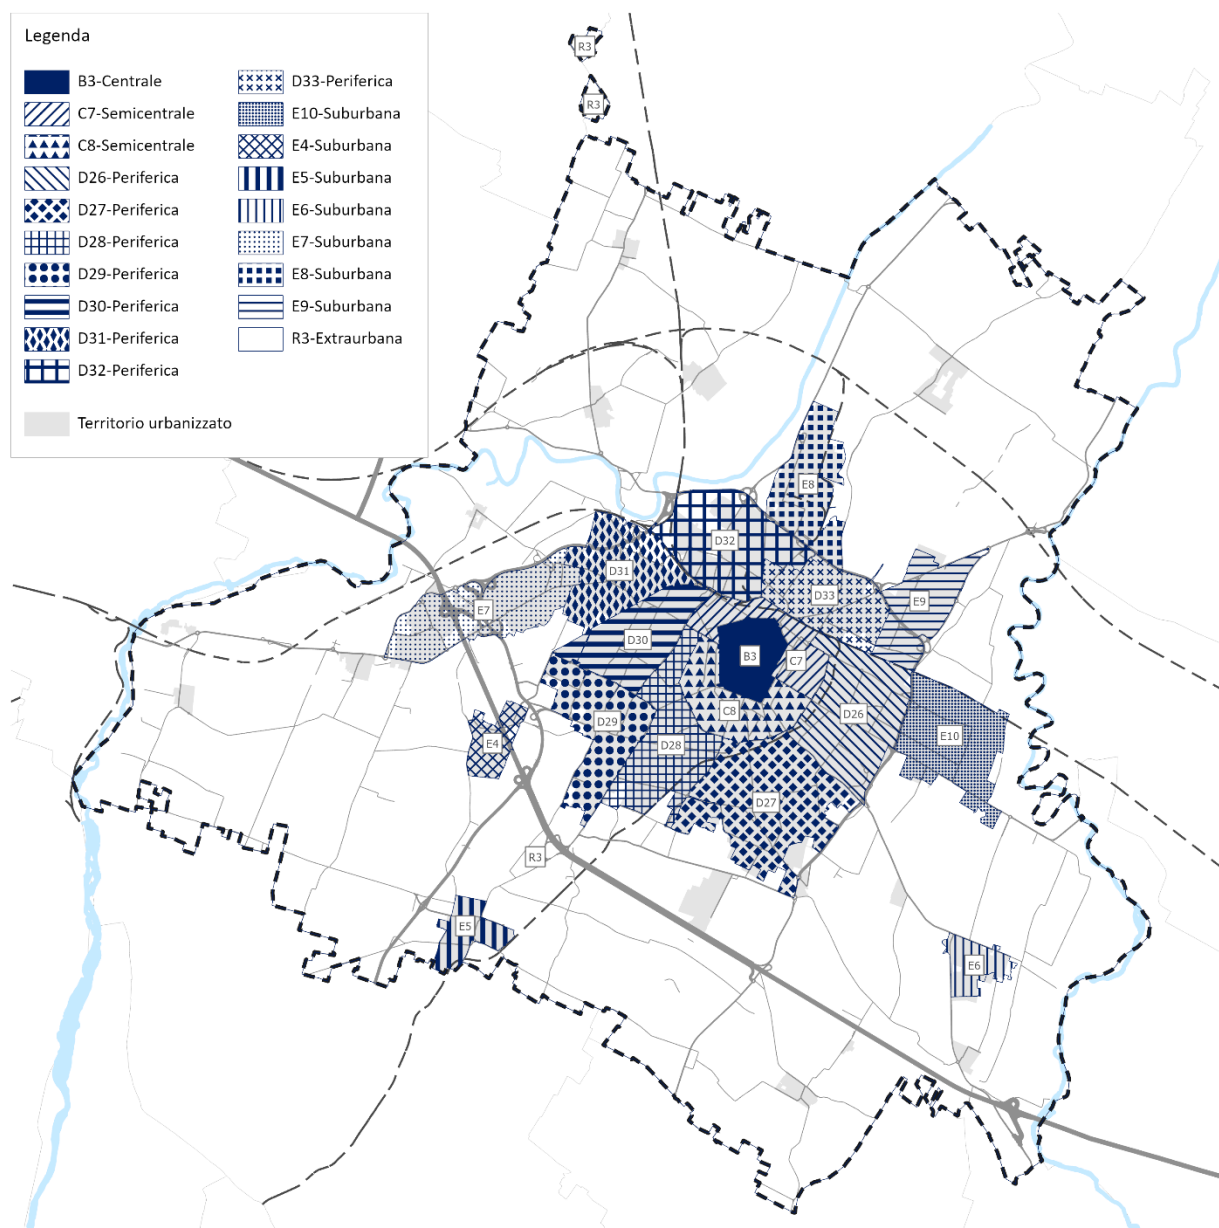 Legenda
B3-Centrale
C7-Semicentrale
C8-Semicentrale
D26-Periferica
D27-Periferica
D28-Periferica
D29-Periferica
D30-Periferica
D31-Periferica
D32-Periferica
D33-Periferica
E10-Suburbana
E4-Suburbana
E5-Suburbana
E6-Suburbana
E7-Suburbana
E8-Suburbana
E9-Suburbana
R3-Extraurbana
Territorio urbanizzato
R3
R3
E8
D32
D31
D33
E9
E7
D30
B3
C7
C8
D26
D29
E10
E4
D28
D27
R3
E5
E6